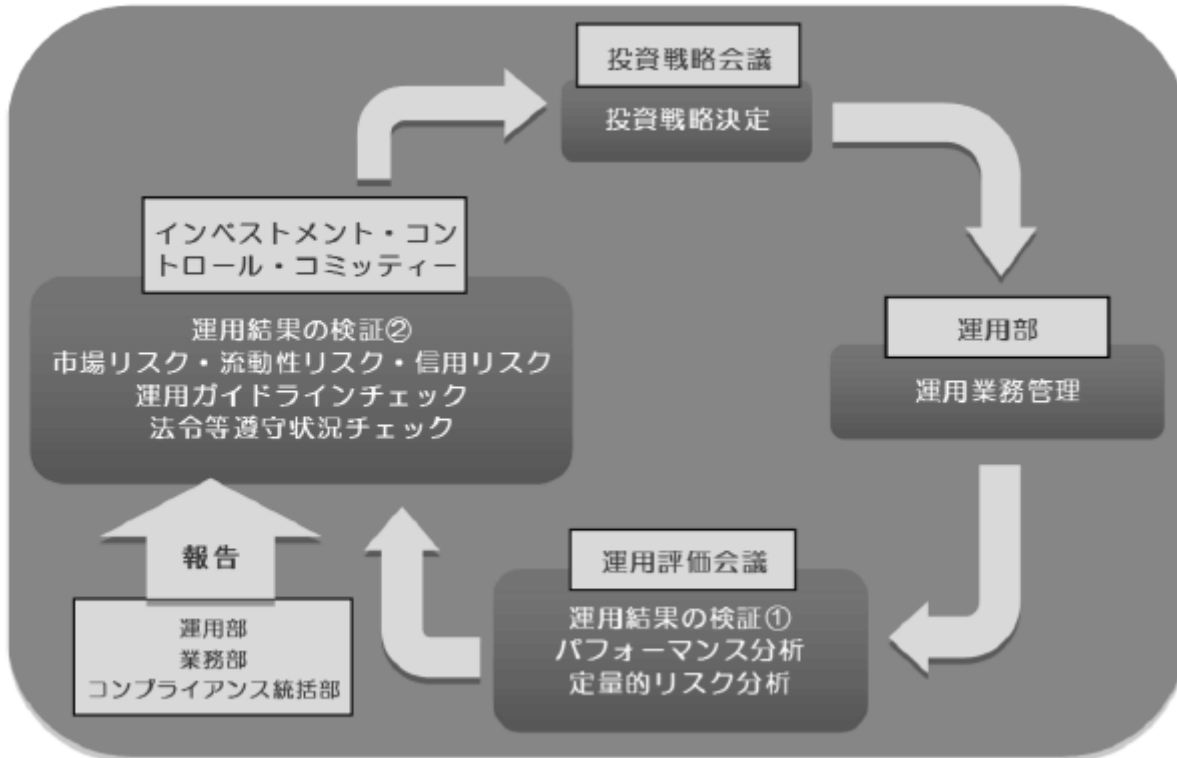 投資戦略会議
投資戦略決定
運用部
運用業務管理
運用評価会議
運用結果の検証①
パフォーマンス分析
定量的リスク分析
インベストメント・コン
トロール・コミッティー
運用結果の検証②
市場リスク・流動性リスク・信用リスク
運用ガイドラインチェック
法令等遵守状況チェック
報告
運用部
業務部
コンプライアンス統括部